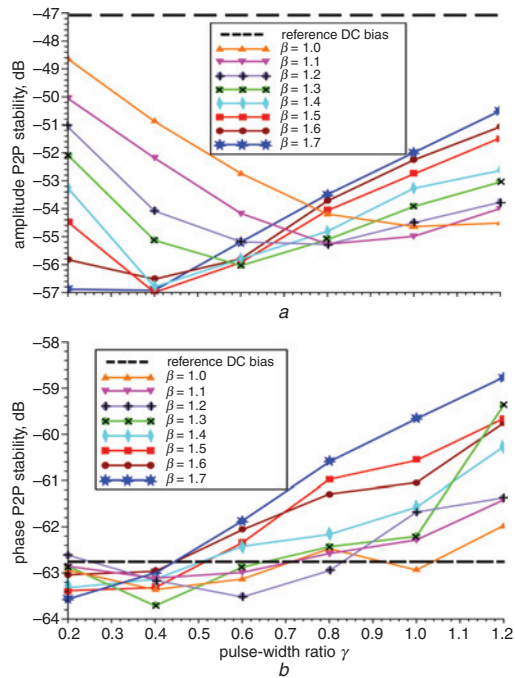 –47
–48
–49
–50
–51
–52
–53
–54
–55
–56
–57
amplitude P2P stability, dB
reference DC bias
β = 1.0
β = 1.1
β = 1.2
β = 1.3
β = 1.4
β = 1.5
β = 1.6
β = 1.7
a
–58
–59
–60
–61
–62
–63
–64
phase P2P stability, dB
reference DC bias
β = 1.0
β = 1.1
β = 1.2
β = 1.3
β = 1.4
β = 1.5
β = 1.6
β = 1.7
0.2 0.3 0.4 0.5 0.6 0.7 0.8 0.9 1.0 1.1 1.2
pulse-width ratio γ
b